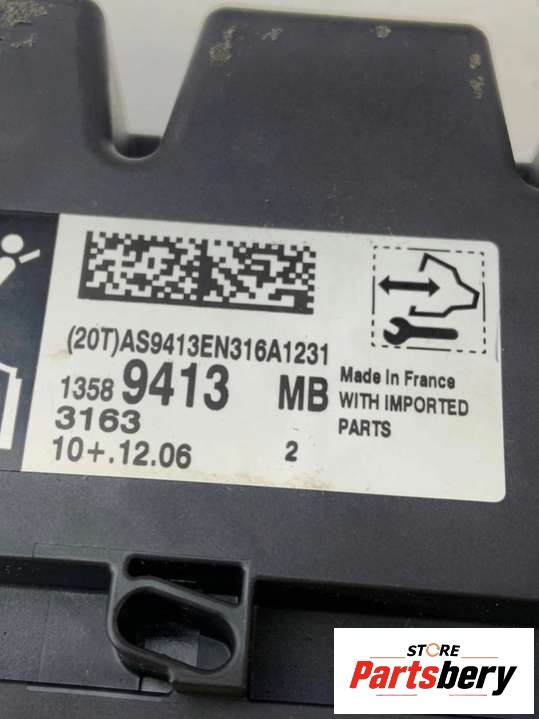 (20T)AS9413EN316A1231
1358 9413 MB
3163
10+.12.06 2
Made In France
WITH IMPORTED
PARTS
STORE
Partsbery